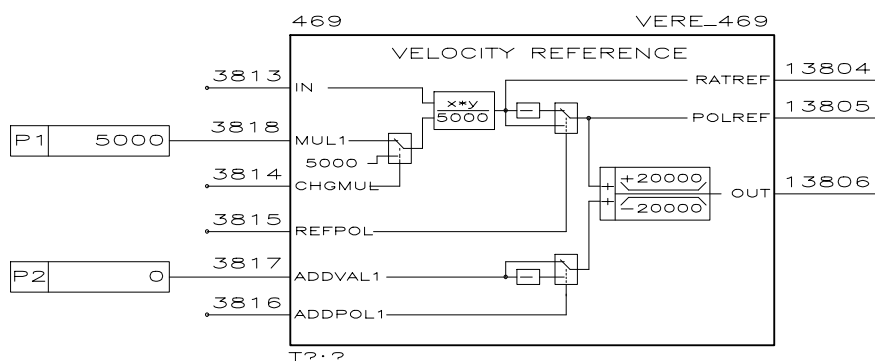 469 VERE_469
VELOCITY REFERENCE
3813 IN
RATREF 13804
x*y
5000
POLREF 13805
P1 5000 3818 MUL1
5000
3814 CHGMUL
+20000
-20000
OUT 13806
3815 REFPOL
P2 0 3817 ADDVAL1
3816 ADDPOL1
T?:?